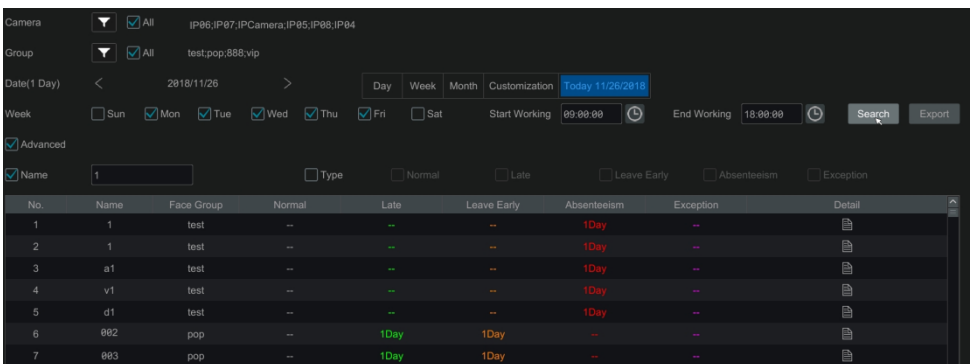 Camera All IP06;IP07;IPCamera;IP05;IP08;IP04
Group All test;pop;888;vip
Date(1 Day) < 2018/11/26 > Day Week Month Customization Today 11/26/2018
Week Sun Mon Tue Wed Thu Fri Sat Start Working 09:00:00 End Working 18:00:00 Search Export
Advanced
Name 1 Type Normal Late Leave Early Absenteeism Exception
No. Name Face Group Normal Late Leave Early Absenteeism Exception Detail
1 1 test -- -- -- 1Day --
2 1 test -- -- -- 1Day --
3 a1 test -- -- -- 1Day --
4 v1 test -- -- -- 1Day --
5 d1 test -- -- -- 1Day --
6 002 pop -- 1Day 1Day -- --
7 003 pop -- 1Day 1Day -- --